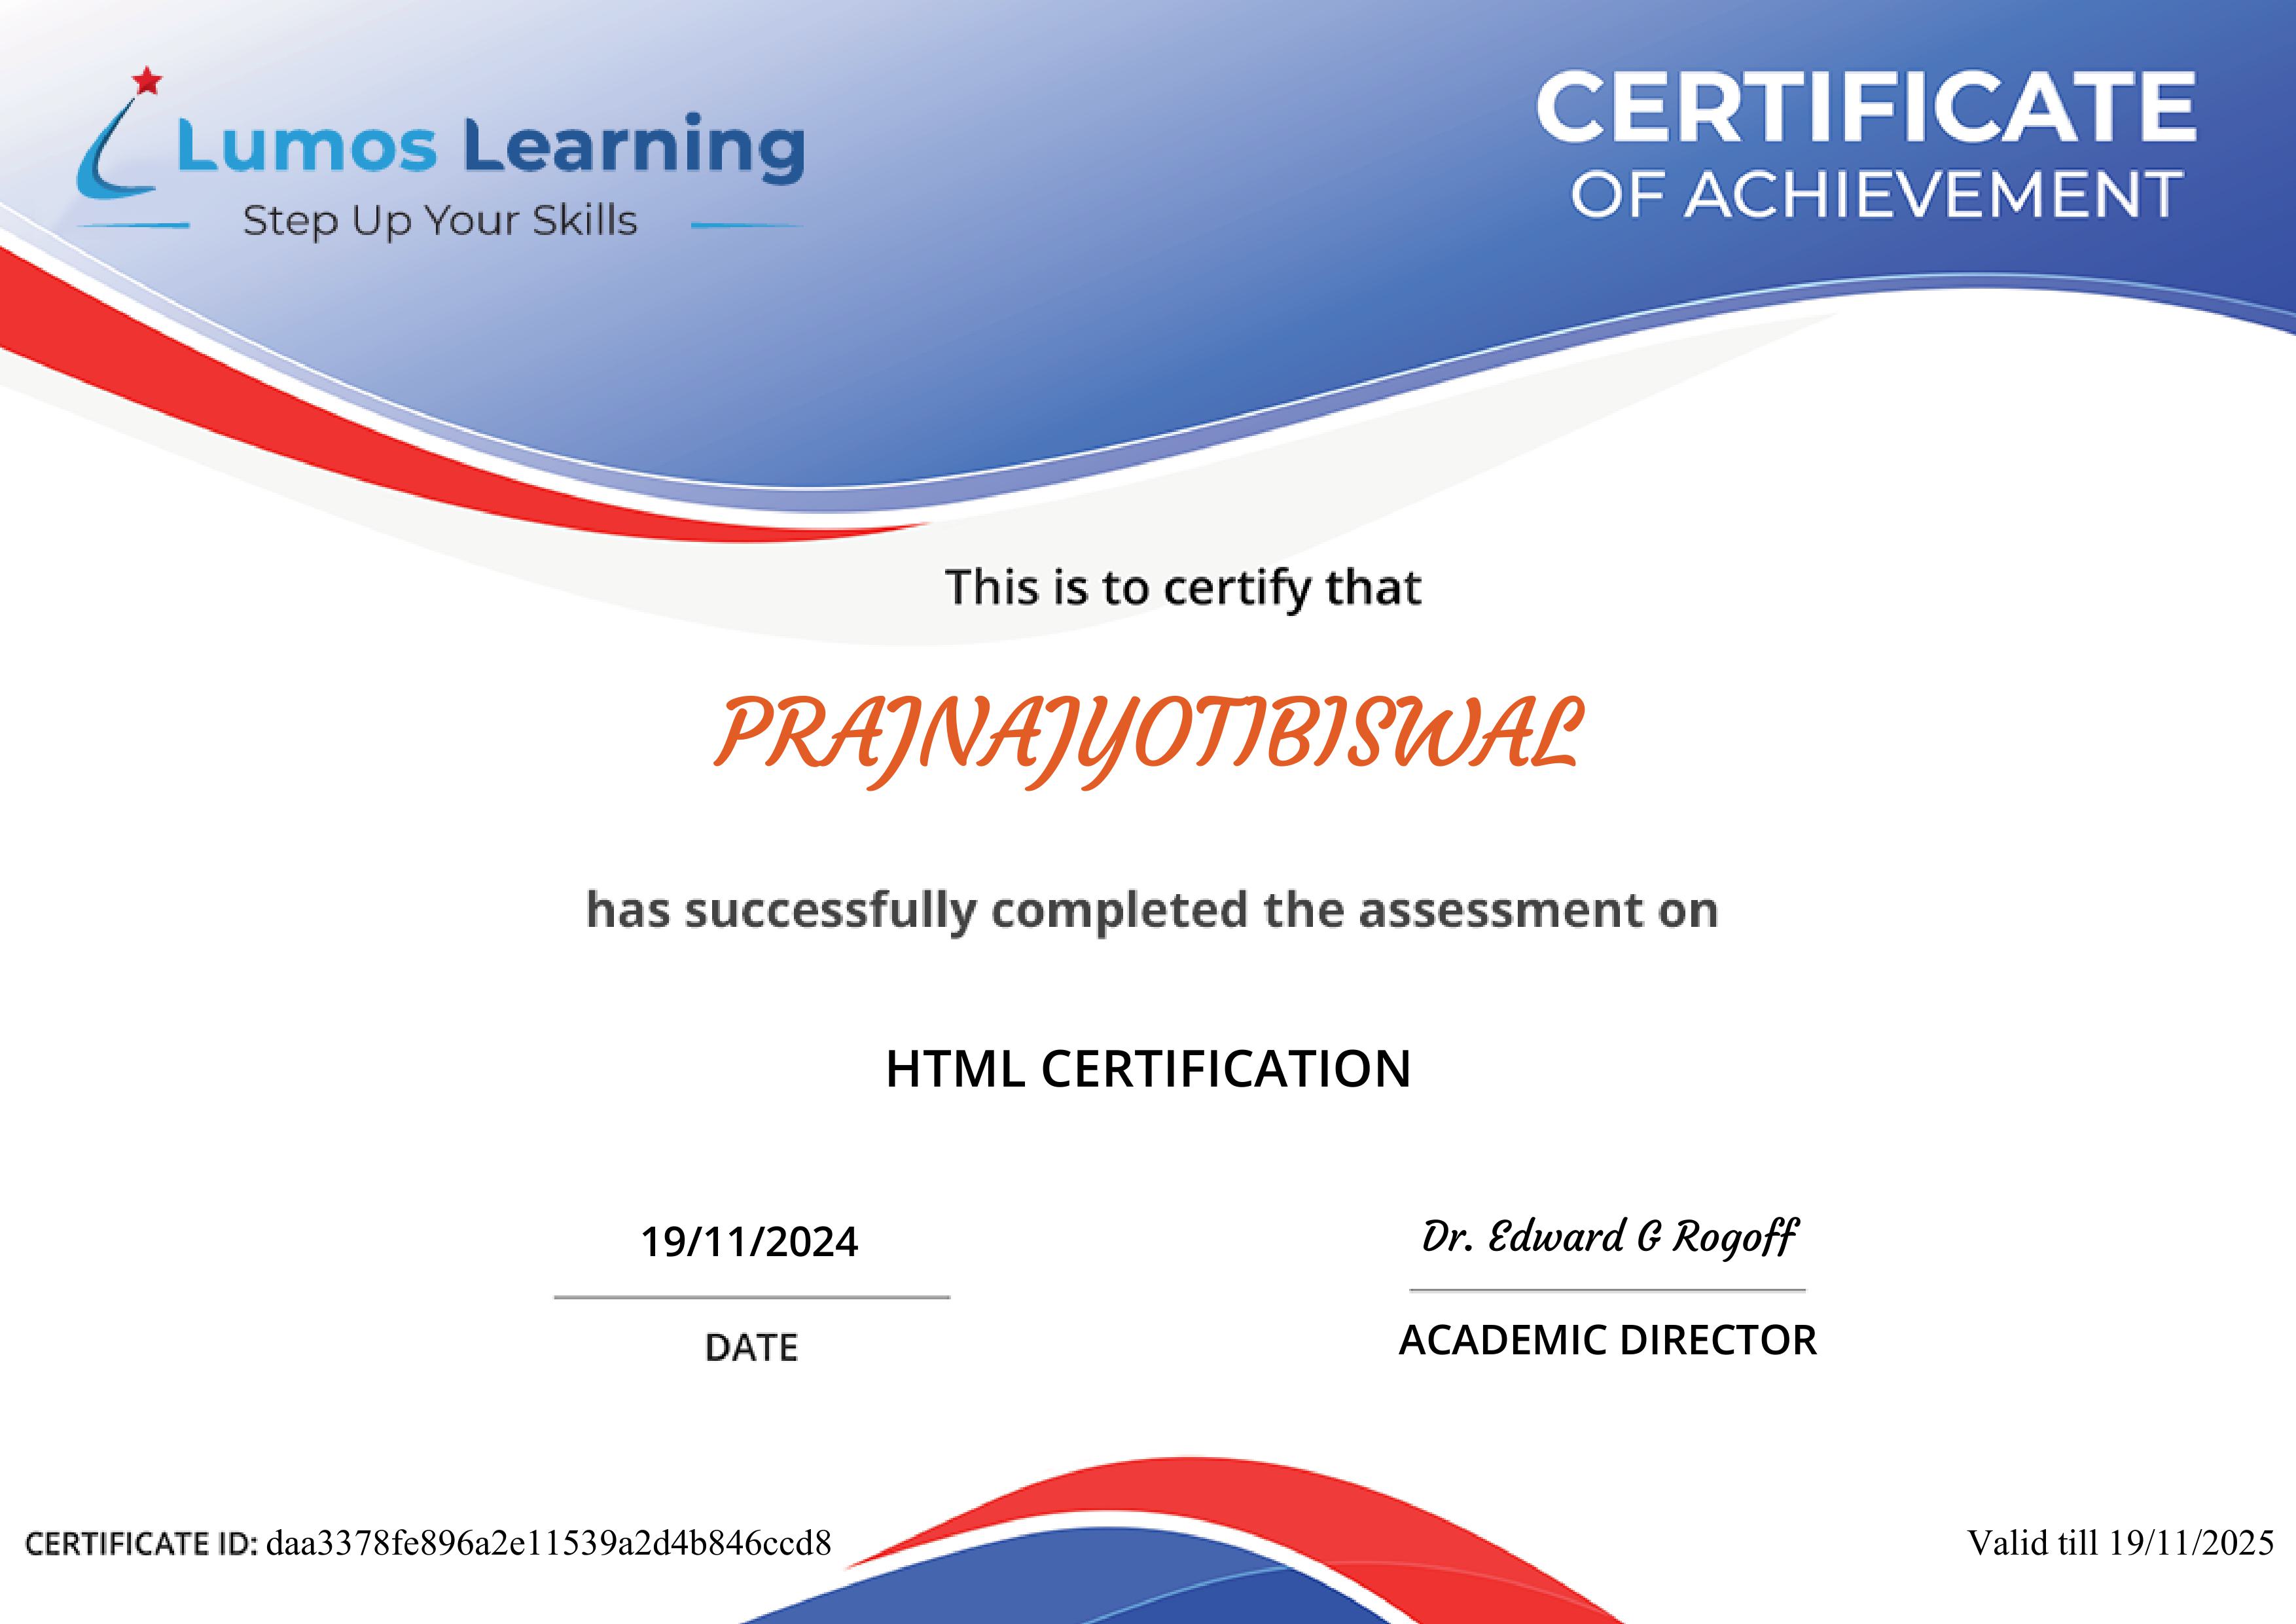 Lumos Learning
Step Up Your Skills
CERTIFICATE
OF ACHIEVEMENT
This is to certify that
PRAJNAJYOTIBISWAL
has successfully completed the assessment on
HTML CERTIFICATION
19/11/2024
DATE
Dr. Edward G Rogoff
ACADEMIC DIRECTOR
CERTIFICATE ID: daa3378fe896a2e11539a2d4b846ccd8
Valid till 19/11/2025